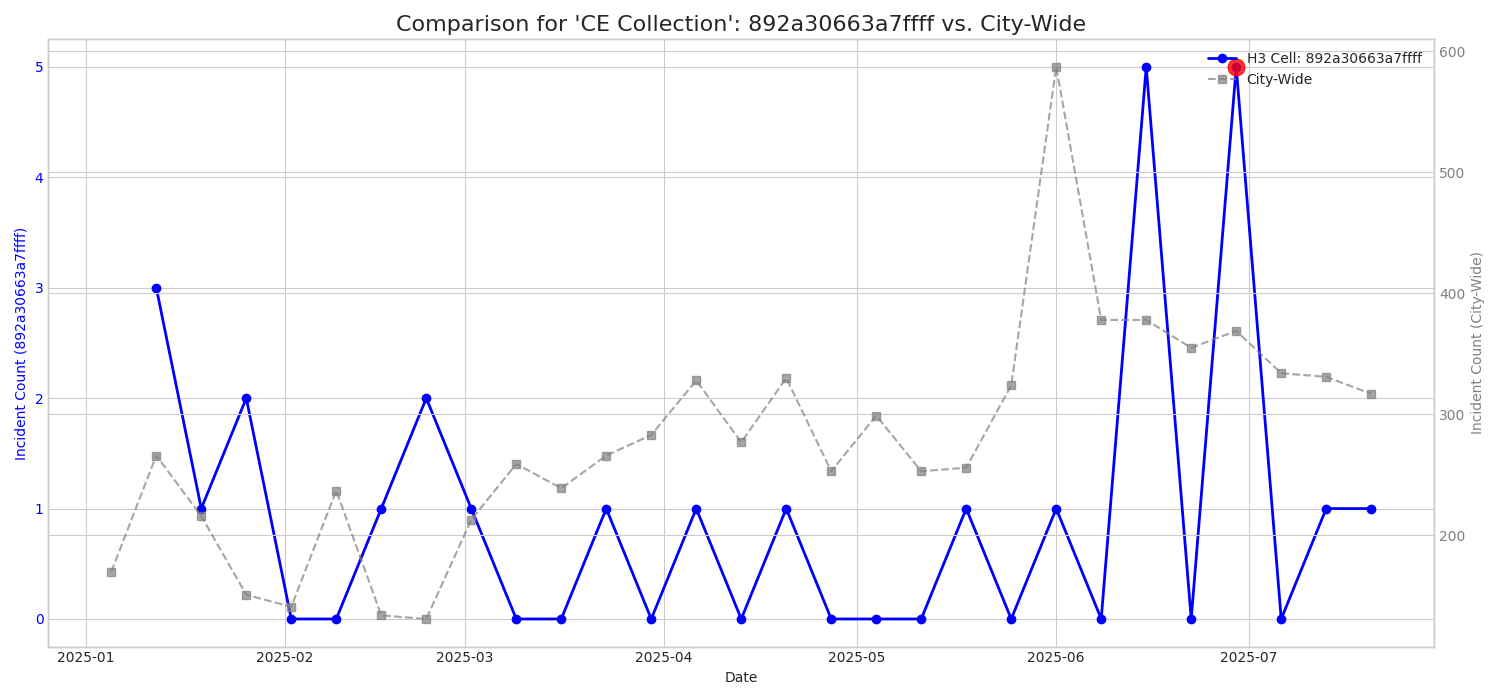 Comparison for 'CE Collection': 892a30663a7ffff vs. City-Wide
H3 Cell: 892a30663a7ffff
City-Wide
Incident Count (892a30663a7ffff)
5
4
3
2
1
0
600
500
400
300
200
Incident Count (City-Wide)
2025-01 2025-02 2025-03 2025-04 2025-05 2025-06 2025-07
Date